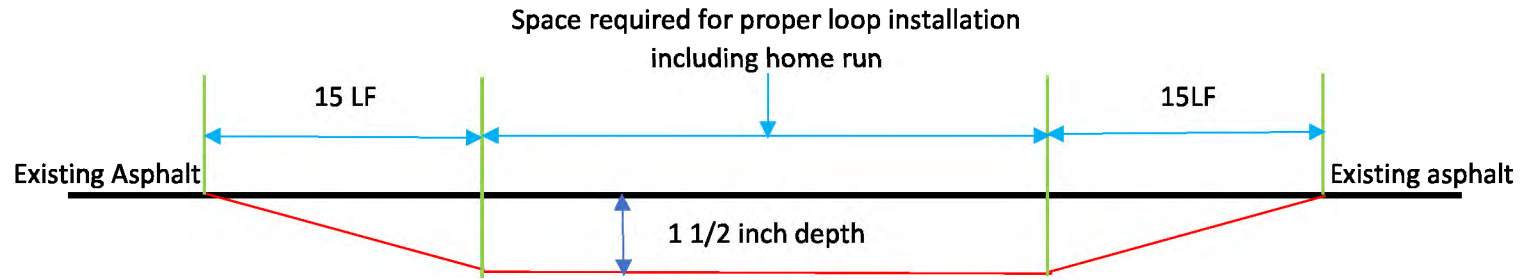 Space required for proper loop installation
including home run
15 LF
15LF
Existing Asphalt
Existing asphalt
1 1/2 inch depth